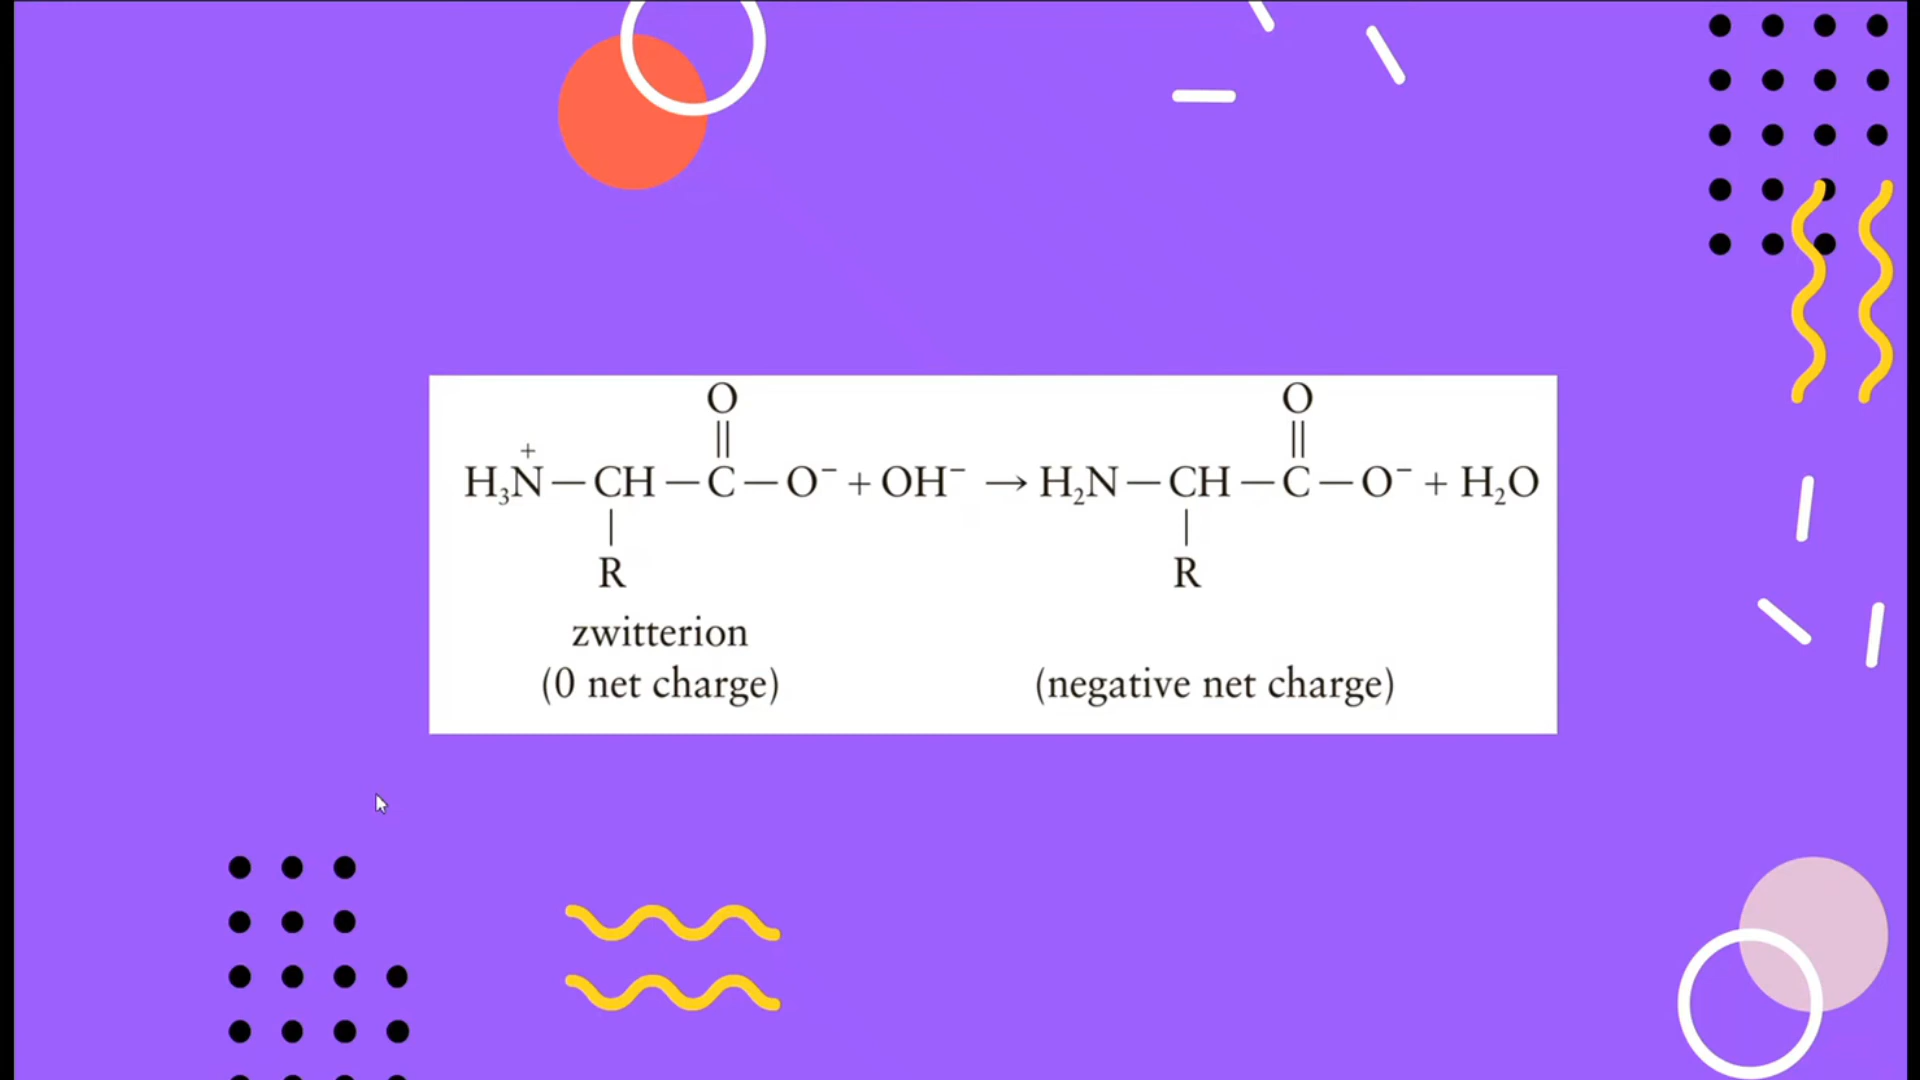 O O
H₃N⁺—CH—C—O⁻ + OH⁻ → H₂N—CH—C—O⁻ + H₂O
R R
zwitterion
(0 net charge) (negative net charge)